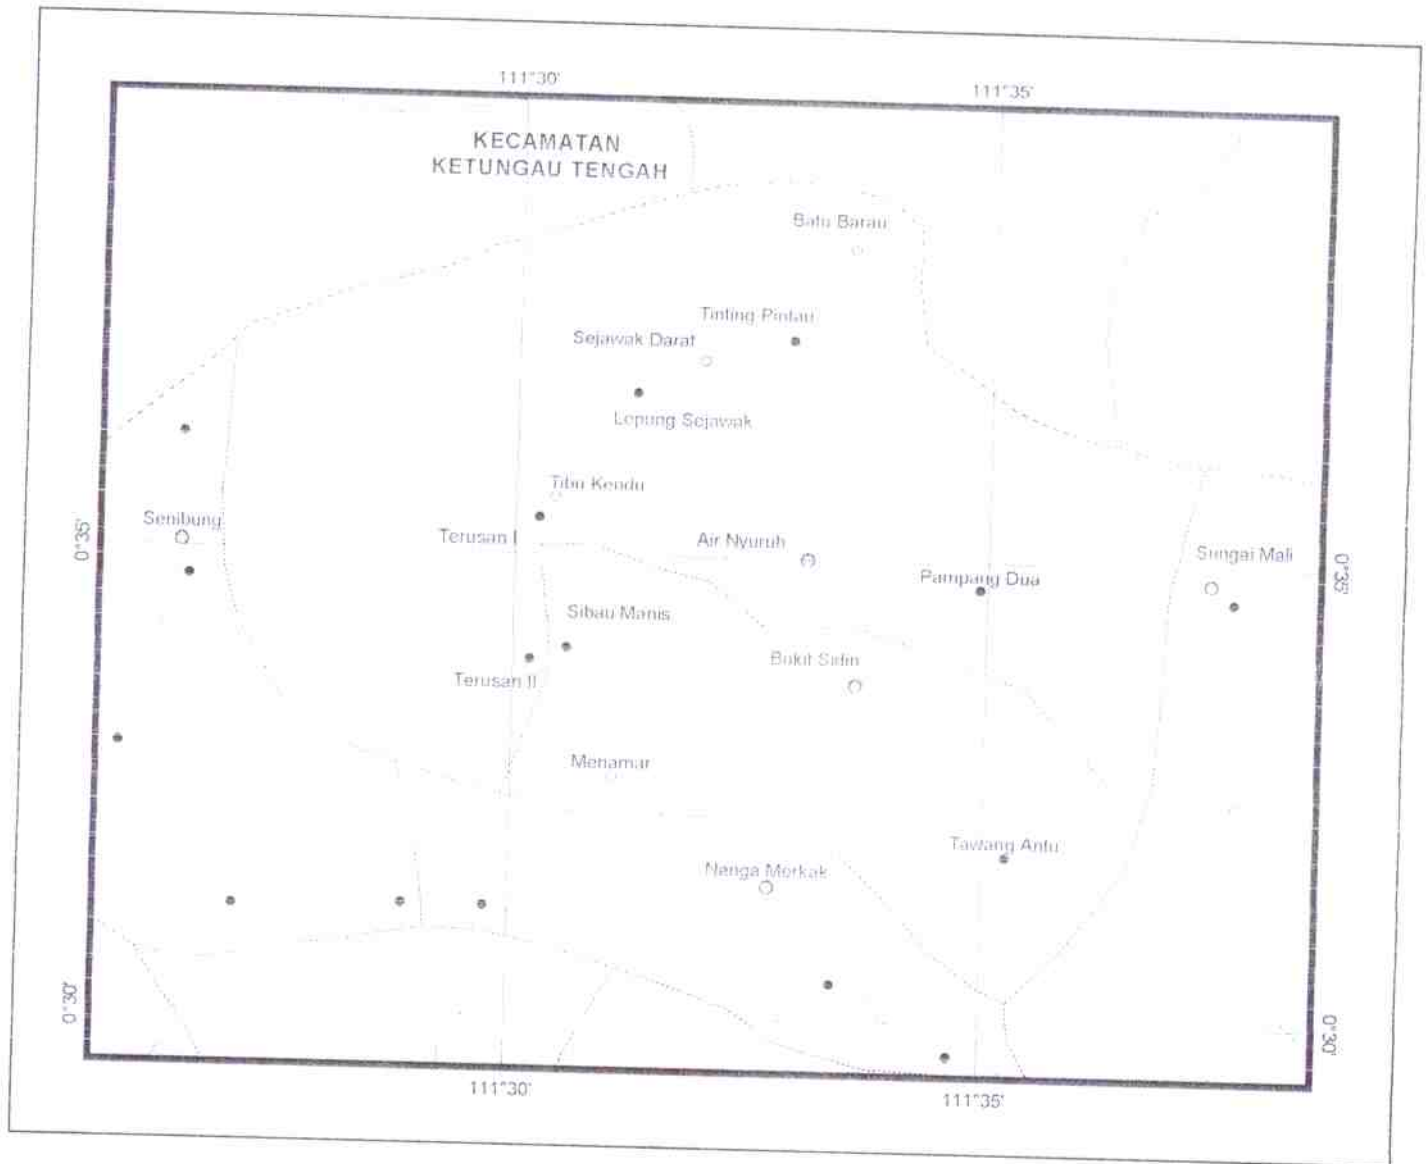 111°30'
111°35'
KECAMATAN
KETUNGAU TENGAH
Batu Barau
Tinting Pintau
Sejawak Darat
Lepung Sejawak
Tibu Kendu
Senibung
0°35'
Terusan I
Air Nyuruh
Sungai Mali
0°35'
Pampang Dua
Sibau Manis
Bukit Sidin
Terusan II
Menamar
Tawang Antu
Nanga Merkak
0°30'
0°30'
111°30'
111°35'